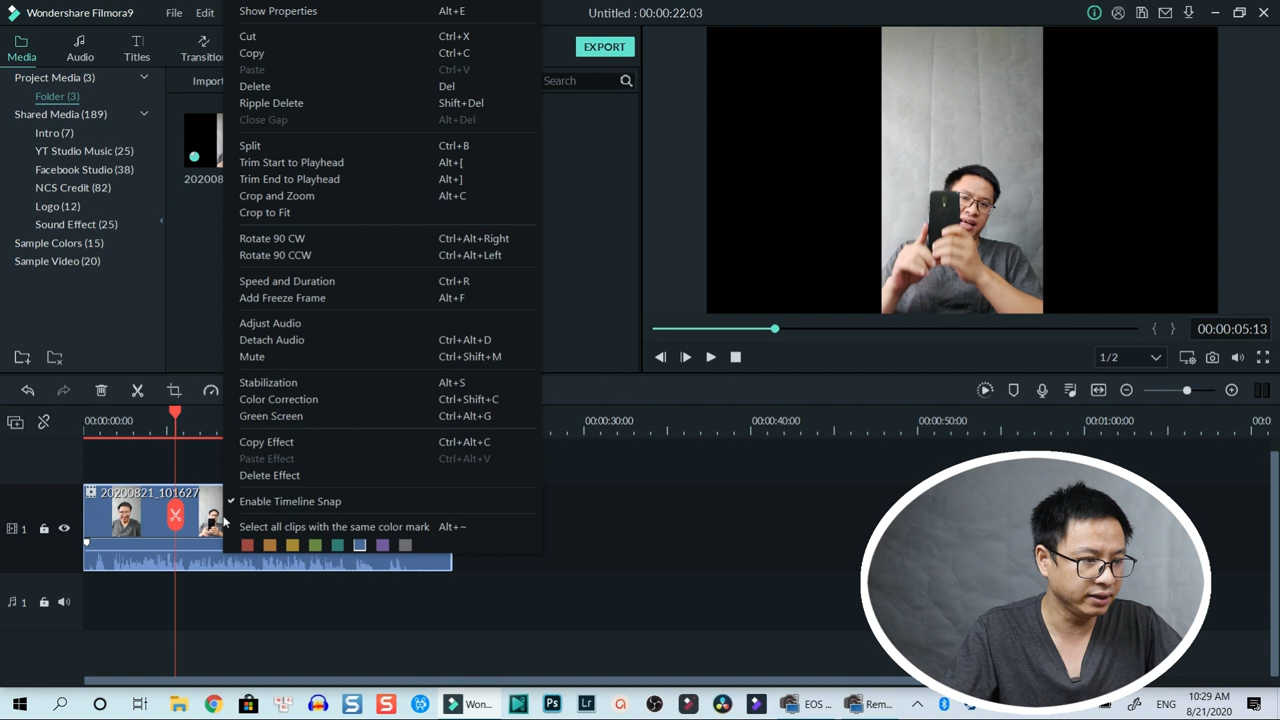 Wondershare Filmora9 File Edit Untitled : 00:00:22:03
Media Audio Titles Transition
EXPORT
Project Media (3)
Folder (3)
Shared Media (189)
Intro (7)
YT Studio Music (25)
Facebook Studio (38)
NCS Credit (82)
Logo (12)
Sound Effect (25)
Sample Colors (15)
Sample Video (20)
Import
Search
202008
Show Properties Alt+E
Cut Ctrl+X
Copy Ctrl+C
Paste Ctrl+V
Delete Del
Ripple Delete Shift+Del
Close Gap Alt+Del
Split Ctrl+B
Trim Start to Playhead Alt+[
Trim End to Playhead Alt+]
Crop and Zoom Alt+C
Crop to Fit
Rotate 90 CW Ctrl+Alt+Right
Rotate 90 CCW Ctrl+Alt+Left
Speed and Duration Ctrl+R
Add Freeze Frame Alt+F
Adjust Audio
Detach Audio Ctrl+Alt+D
Mute Ctrl+Shift+M
Stabilization Alt+S
Color Correction Ctrl+Shift+C
Green Screen Ctrl+Alt+G
Copy Effect Ctrl+Alt+C
Paste Effect Ctrl+Alt+V
Delete Effect
Enable Timeline Snap
Select all clips with the same color mark Alt+~
00:00:05:13
1/2
00:00:00:00 00:00:30:00 00:00:40:00 00:00:50:00 00:01:00:00 00:0
20200821_101627
1
1
Won...
Ps
Lr
EOS ...
Rem...
ENG
10:29 AM
8/21/2020